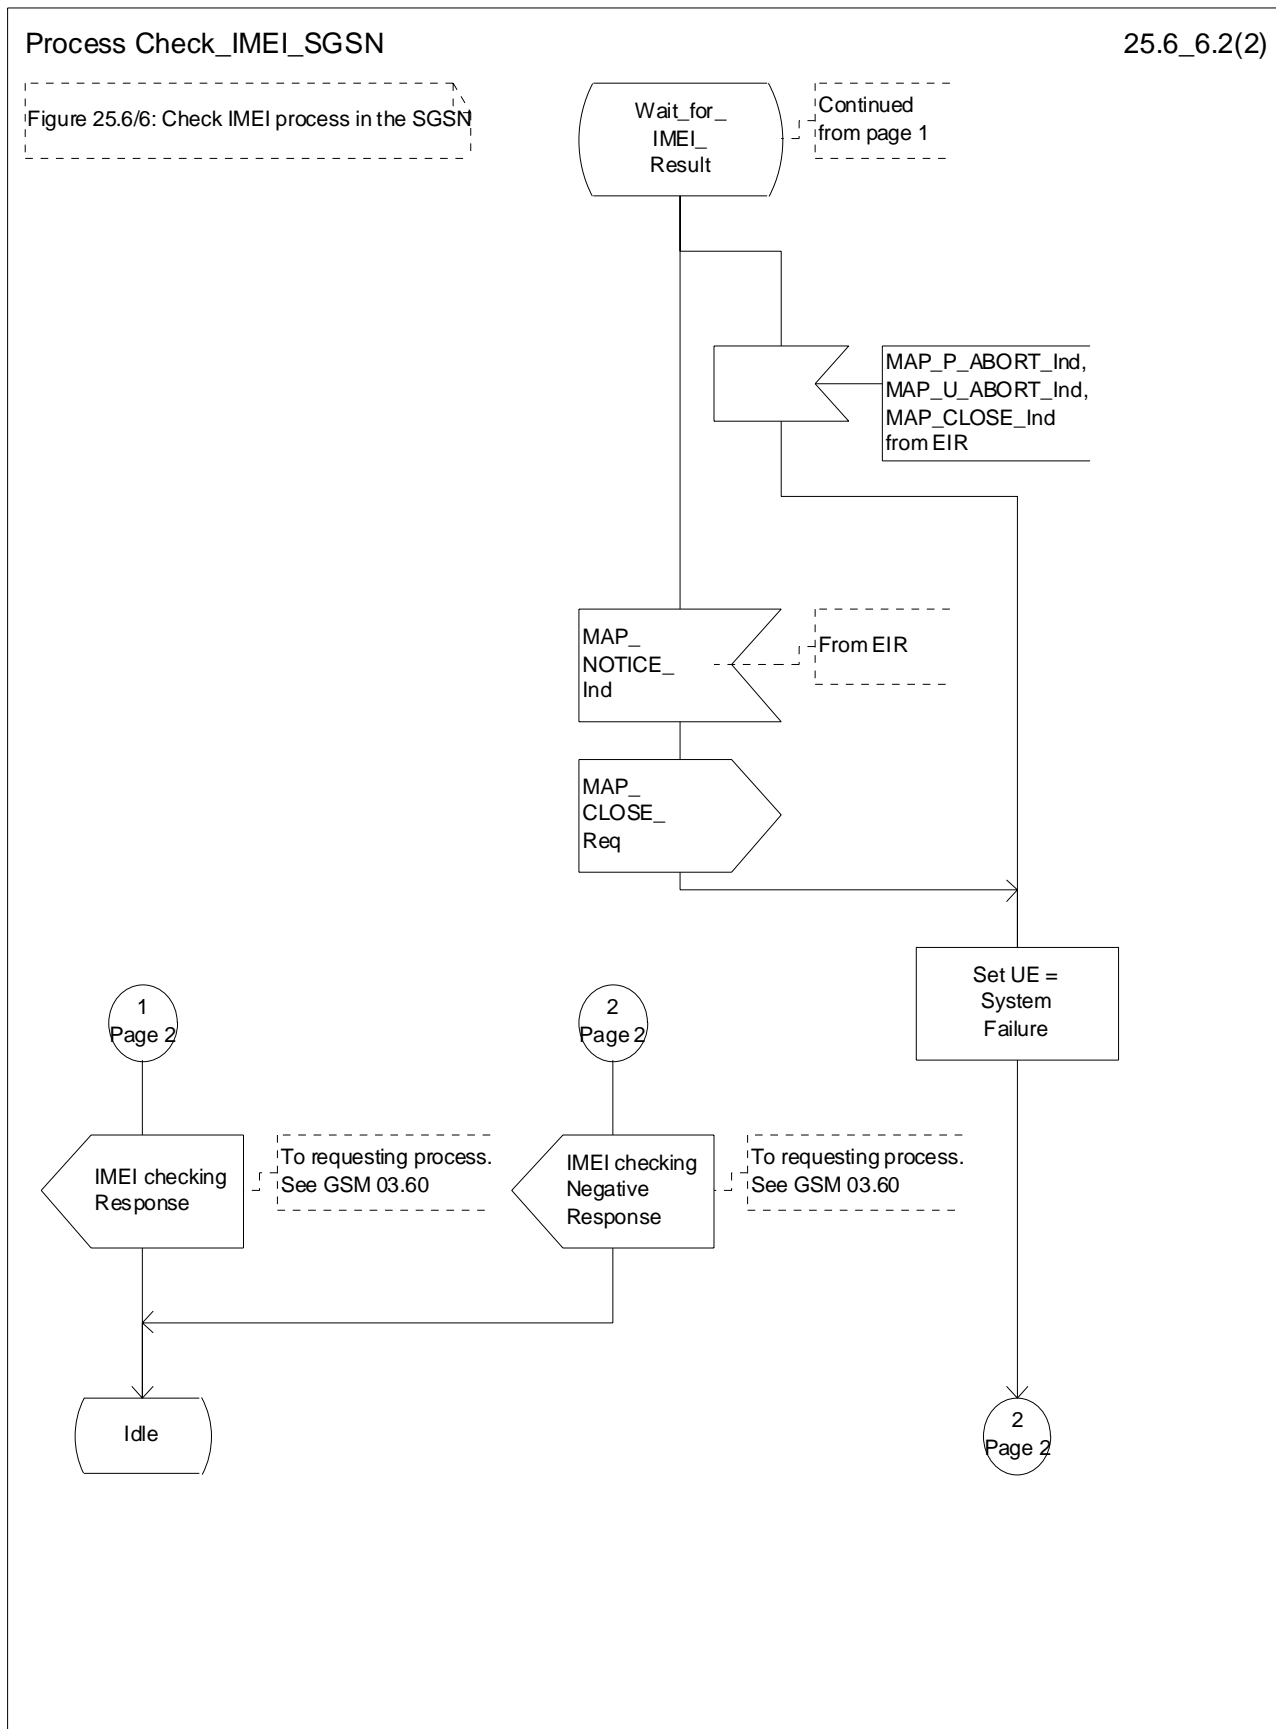 Process Check_IMEI_SGSN
25.6_6.2(2)
Figure 25.6/6: Check IMEI process in the SGSN
Wait_for_
IMEI_
Result
Continued
from page 1
MAP_P_ABORT_Ind,
MAP_U_ABORT_Ind,
MAP_CLOSE_Ind
from EIR
MAP_
NOTICE_
Ind
From EIR
MAP_
CLOSE_
Req
Set UE =
System
Failure
1
Page 2
2
Page 2
IMEI checking
Response
To requesting process.
See GSM 03.60
IMEI checking
Negative
Response
To requesting process.
See GSM 03.60
Idle
2
Page 2